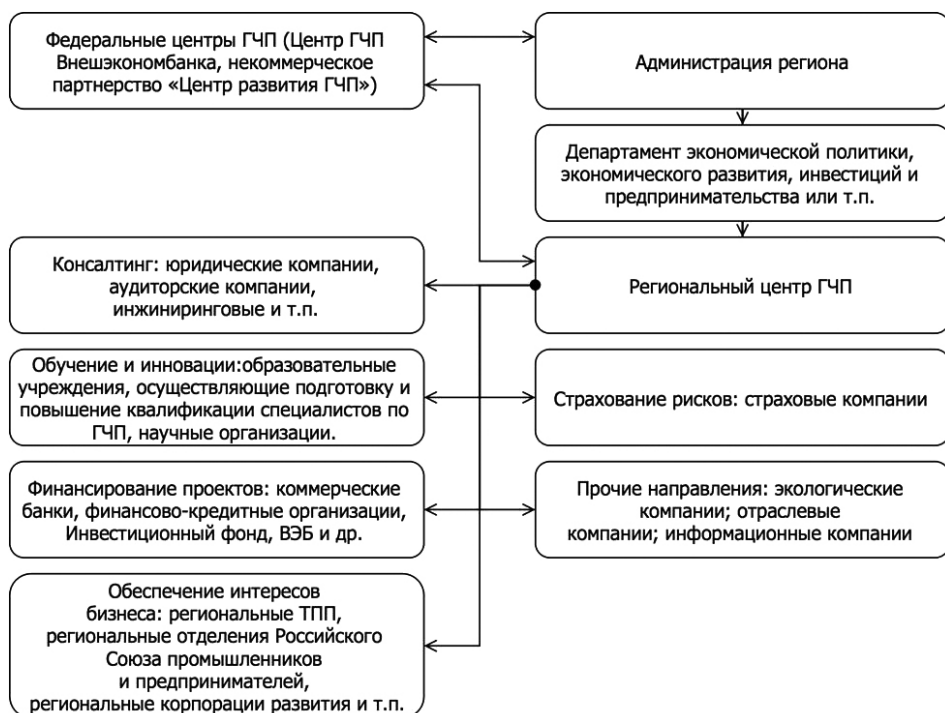 Федеральные центры ГЧП (Центр ГЧП
Внешэкономбанка, некоммерческое
партнерство «Центр развития ГЧП»)
Администрация региона
Департамент экономической политики,
экономического развития, инвестиций и
предпринимательства или т.п.
Консалтинг: юридические компании,
аудиторские компании,
инжиниринговые и т.п.
Региональный центр ГЧП
Обучение и инновации:образовательные
учреждения, осуществляющие подготовку и
повышение квалификации специалистов по
ГЧП, научные организации.
Страхование рисков: страховые компании
Финансирование проектов: коммерческие
банки, финансово-кредитные организации,
Инвестиционный фонд, ВЭБ и др.
Прочие направления: экологические
компании; отраслевые
компании; информационные компании
Обеспечение интересов
бизнеса: региональные ТПП,
региональные отделения Российского
Союза промышленников
и предпринимателей,
региональные корпорации развития и т.п.